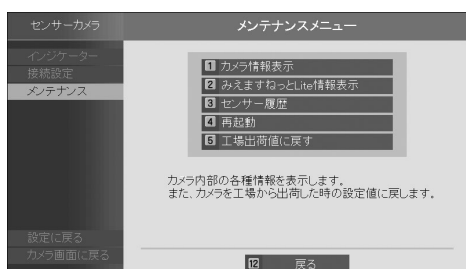 センサーカメラ
メンテナンスメニュー
インジケーター
接続設定
メンテナンス
1 カメラ情報表示
2 みえますねっとLite情報表示
3 センサー履歴
4 再起動
5 工場出荷値に戻す
カメラ内部の各種情報を表示します。
また、カメラを工場から出荷した時の設定値に戻します。
設定に戻る
カメラ画面に戻る
12 戻る